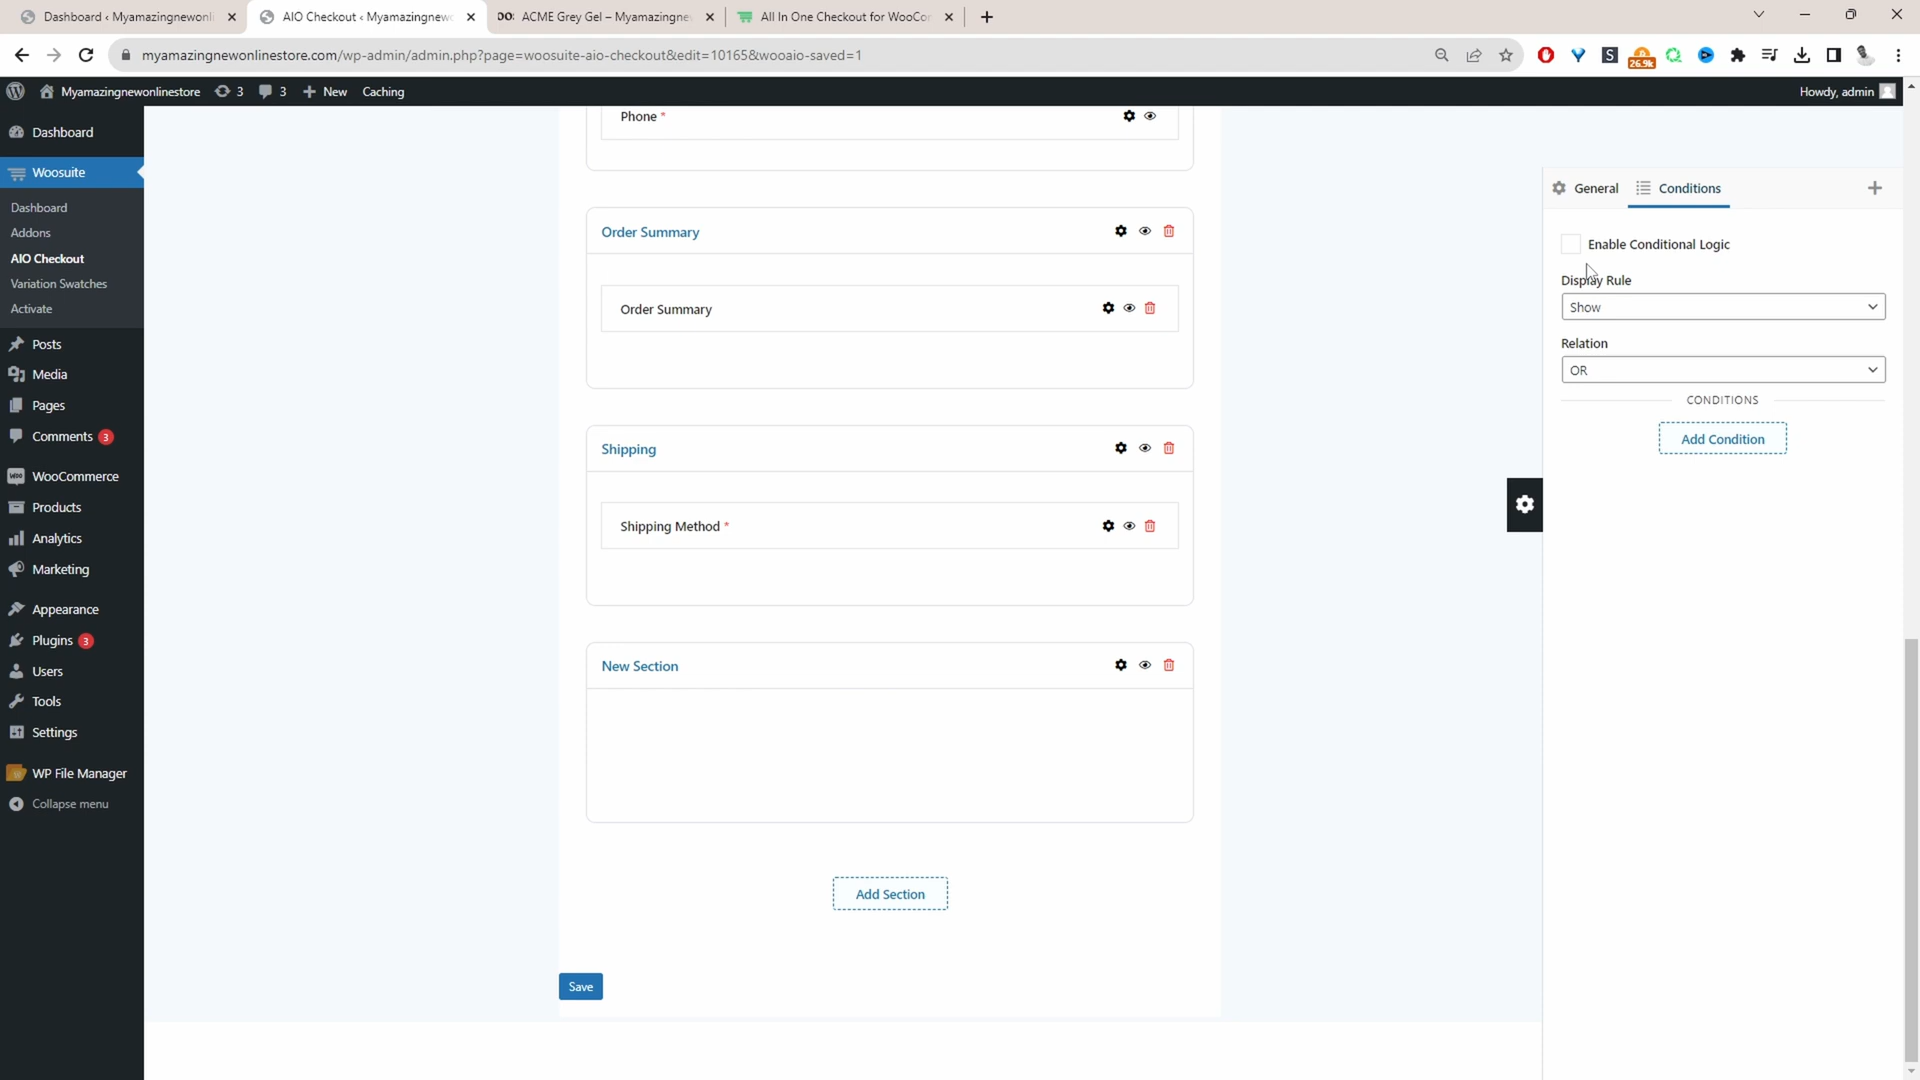 Dashboard ‹ Myamazingnewonli
AIO Checkout ‹ Myamazingnewo
ACME Grey Gel – Myamazingne
All In One Checkout for WooCor
myamazingnewonlinestore.com/wp-admin/admin.php?page=woosuite-aio-checkout&edit=10165&wooaio-saved=1
26.9k
Myamazingnewonlinestore
3
3
New
Caching
Howdy, admin
Dashboard
Woosuite
Dashboard
Addons
AIO Checkout
Variation Swatches
Activate
Posts
Media
Pages
Comments 3
WooCommerce
Products
Analytics
Marketing
Appearance
Plugins 3
Users
Tools
Settings
WP File Manager
Collapse menu
Phone *
Order Summary
Order Summary
Shipping
Shipping Method *
New Section
Add Section
Save
General
Conditions
Enable Conditional Logic
Display Rule
Show
Relation
OR
CONDITIONS
Add Condition